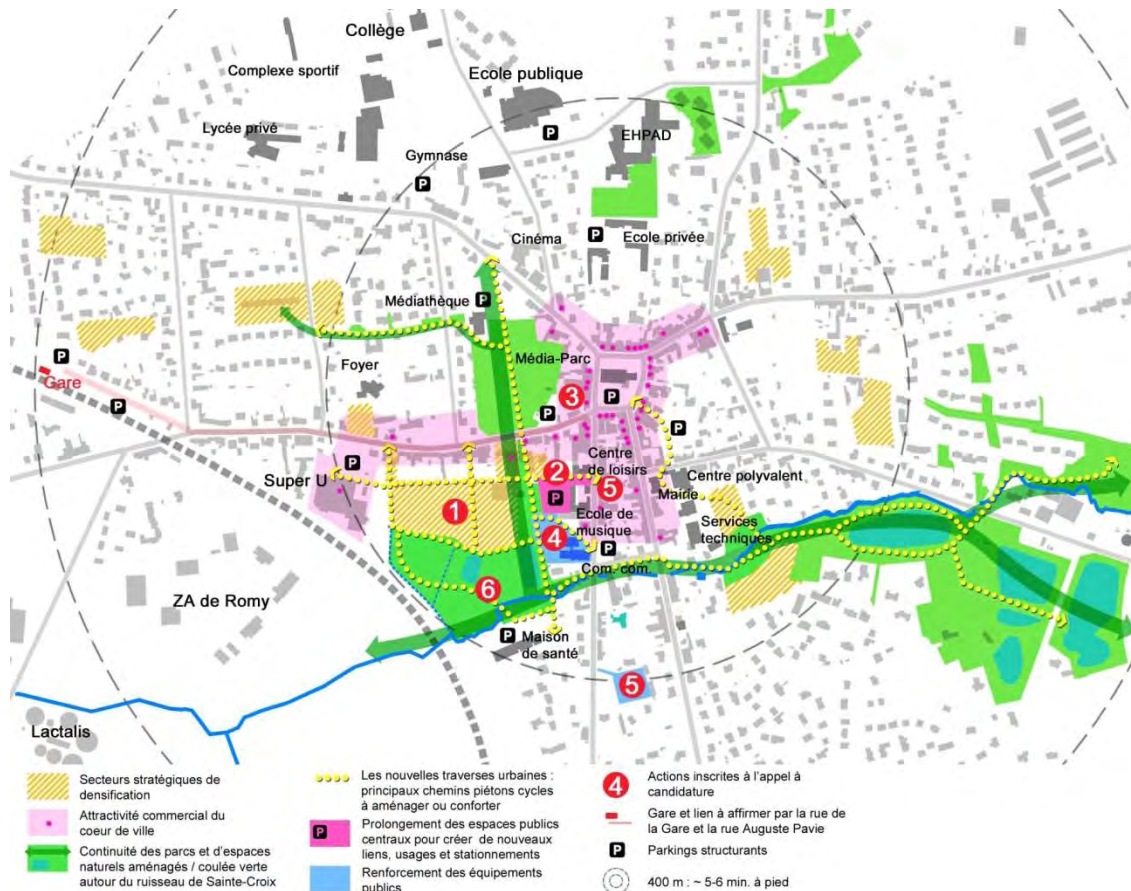 Collège
Complexe sportif
Ecole publique
P
Lycée privé
EHPAD
Gymnase
P
P
Ecole privée
Cinéma
Médiathèque
P
P
Gare
Foyer
Média-Parc
3
P
P
P
P
Super U
P
Centre
de loisirs
2
5
P
Centre polyvalent
Mairie
1
Ecole de
musique
Services
techniques
4
P
Com. com.
6
ZA de Romy
P
Maison
de santé
5
Lactalis
Secteurs stratégiques de
densification
Attractivité commercial du
coeur de ville
Continuité des parcs et d'espaces
naturels aménagés / coulée verte
autour du ruisseau de Sainte-Croix
Les nouvelles traverses urbaines :
principaux chemins piétons cycles
à aménager ou conforter
P
Prolongement des espaces publics
centraux pour créer de nouveaux
liens, usages et stationnements
Renforcement des équipements
publics
4
Actions inscrites à l'appel à
candidature
Gare et lien à affirmer par la rue de
la Gare et la rue Auguste Pavie
P
Parkings structurants
400 m : ~ 5-6 min. à pied